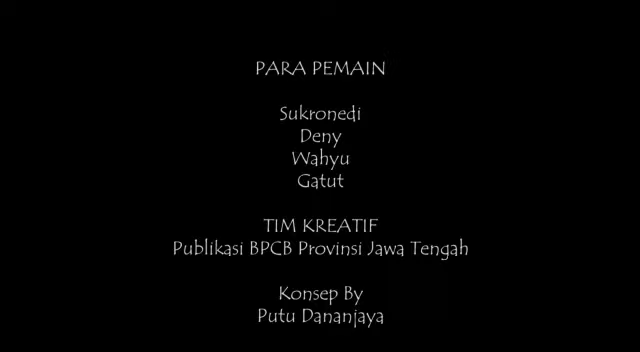 PARA PEMAIN
Sukronedi
Deny
Wahyu
Gatut
TIM KREATIF
Publikasi BPCB Provinsi Jawa Tengah
Konsep By
Putu Dananjaya